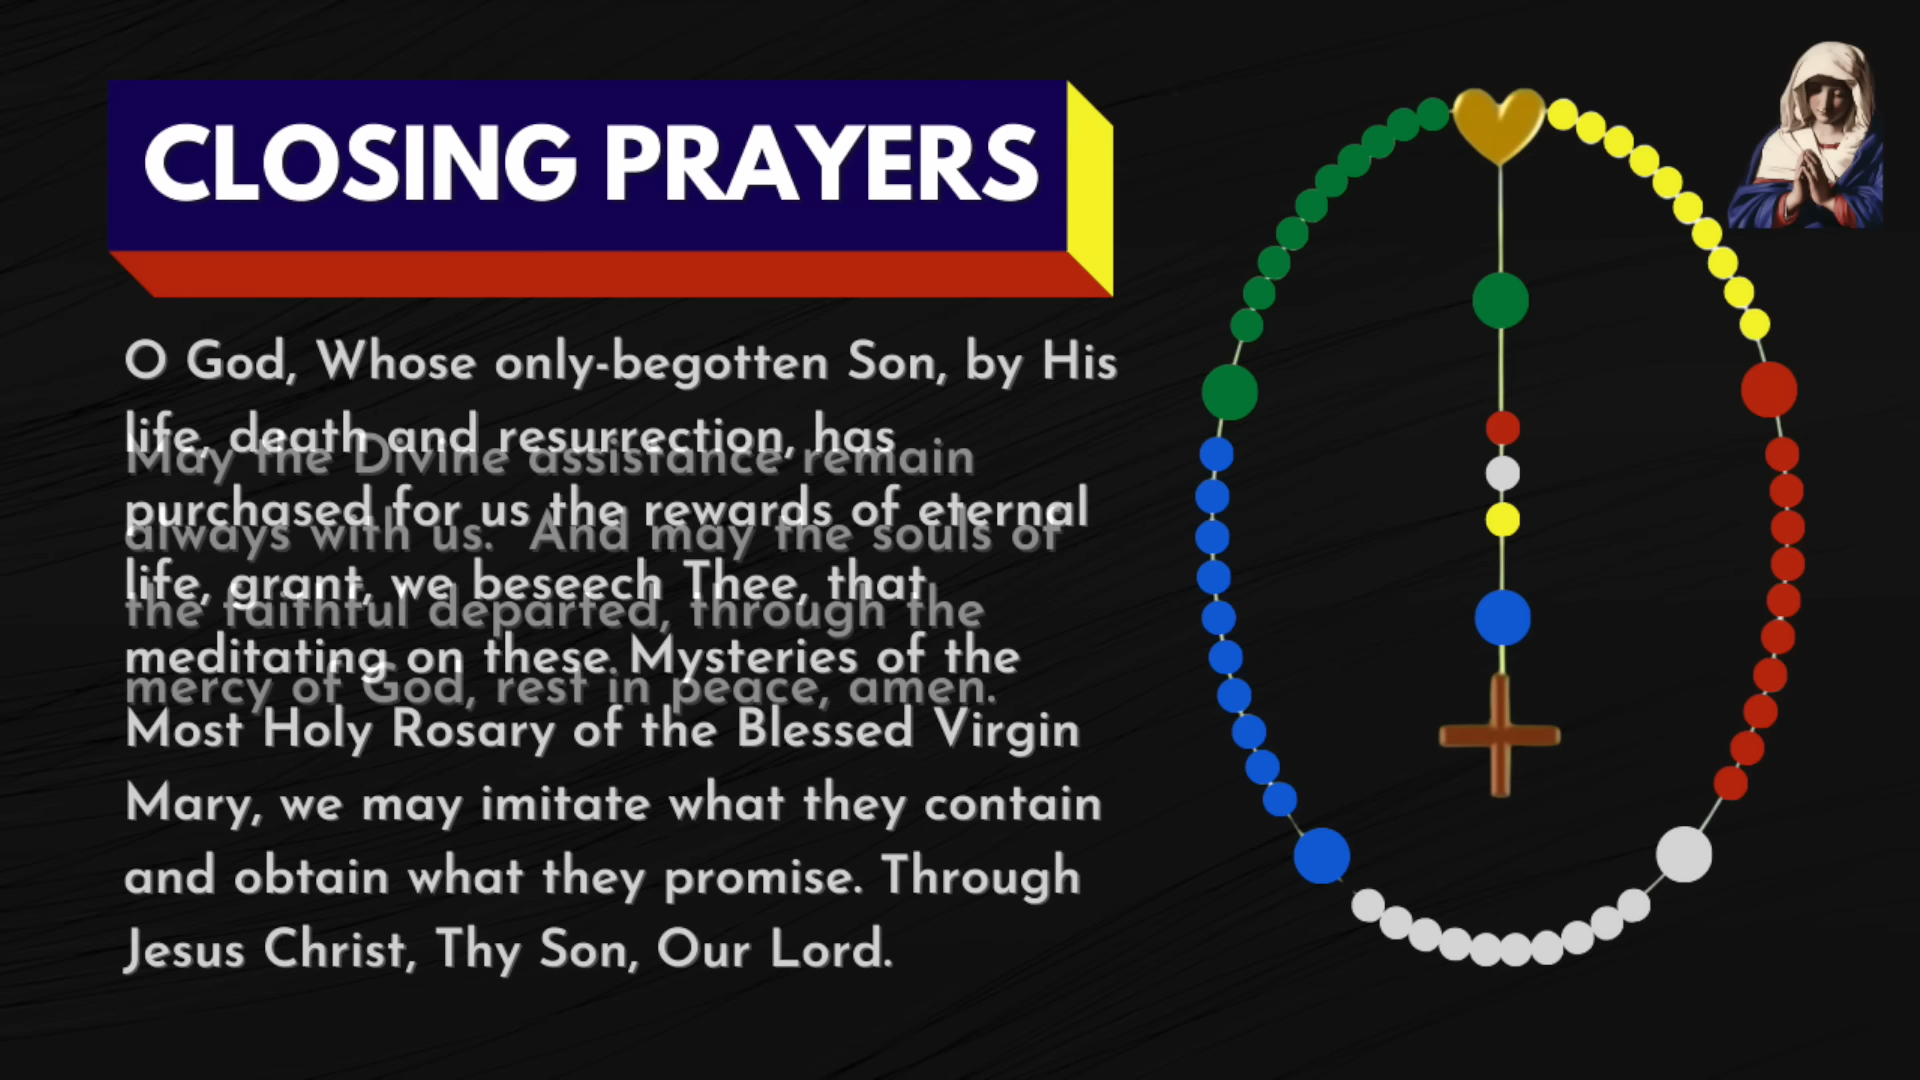 CLOSING PRAYERS
O God, Whose only-begotten Son, by His
life, death and resurrection, has
purchased for us the rewards of eternal
life, grant, we beseech Thee, that
meditating on these Mysteries of the
Most Holy Rosary of the Blessed Virgin
Mary, we may imitate what they contain
and obtain what they promise. Through
Jesus Christ, Thy Son, Our Lord.
May the Divine assistance remain
always with us. And may the souls of
the faithful departed, through the
mercy of God, rest in peace, amen.